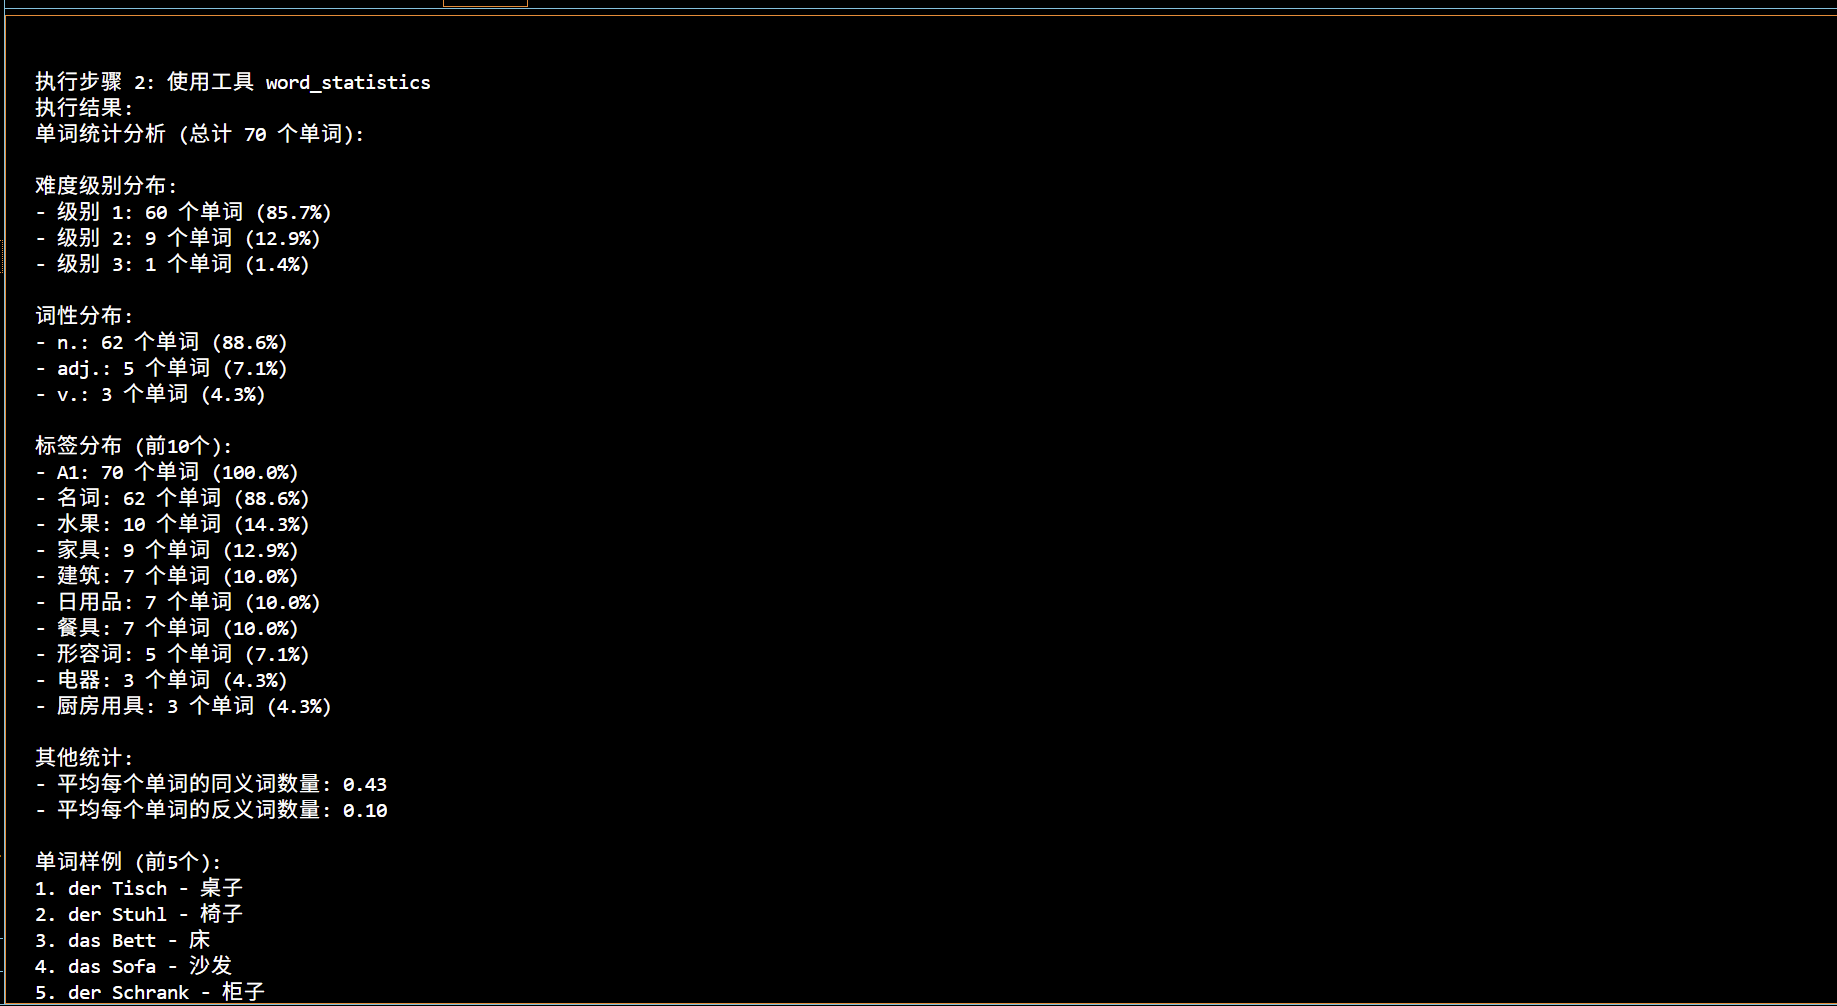 执行步骤 2: 使用工具 word_statistics
执行结果:
单词统计分析 (总计 70 个单词):
难度级别分布:
- 级别 1: 60 个单词 (85.7%)
- 级别 2: 9 个单词 (12.9%)
- 级别 3: 1 个单词 (1.4%)
词性分布:
- n.: 62 个单词 (88.6%)
- adj.: 5 个单词 (7.1%)
- v.: 3 个单词 (4.3%)
标签分布 (前10个):
- A1: 70 个单词 (100.0%)
- 名词: 62 个单词 (88.6%)
- 水果: 10 个单词 (14.3%)
- 家具: 9 个单词 (12.9%)
- 建筑: 7 个单词 (10.0%)
- 日用品: 7 个单词 (10.0%)
- 餐具: 7 个单词 (10.0%)
- 形容词: 5 个单词 (7.1%)
- 电器: 3 个单词 (4.3%)
- 厨房用具: 3 个单词 (4.3%)
其他统计:
- 平均每个单词的同义词数量: 0.43
- 平均每个单词的反义词数量: 0.10
单词样例 (前5个):
1. der Tisch - 桌子
2. der Stuhl - 椅子
3. das Bett - 床
4. das Sofa - 沙发
5. der Schrank - 柜子